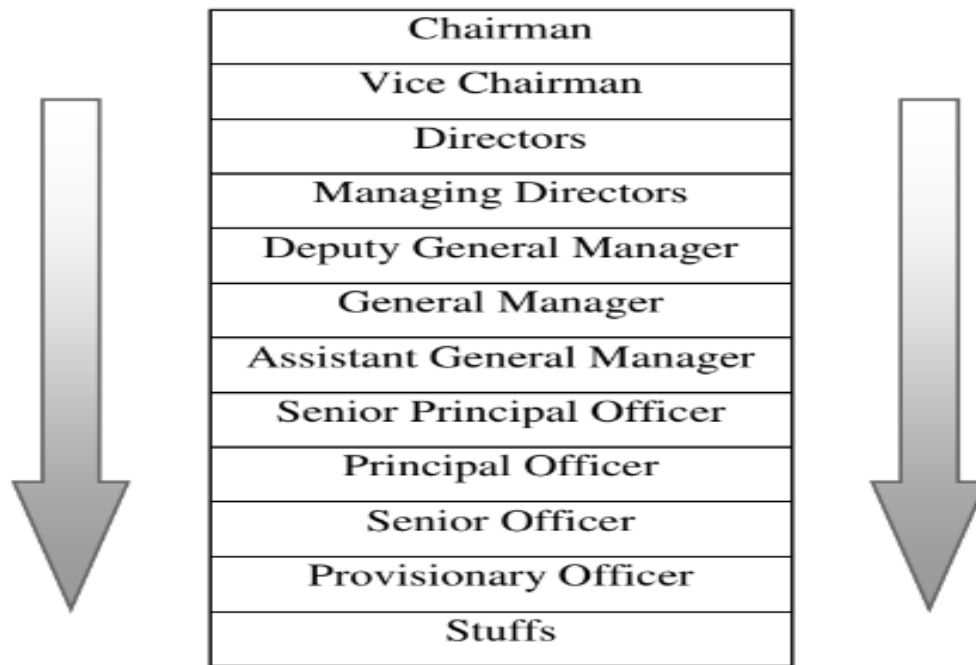 Chairman
Vice Chairman
Directors
Managing Directors
Deputy General Manager
General Manager
Assistant General Manager
Senior Principal Officer
Principal Officer
Senior Officer
Provisionary Officer
Stuffs